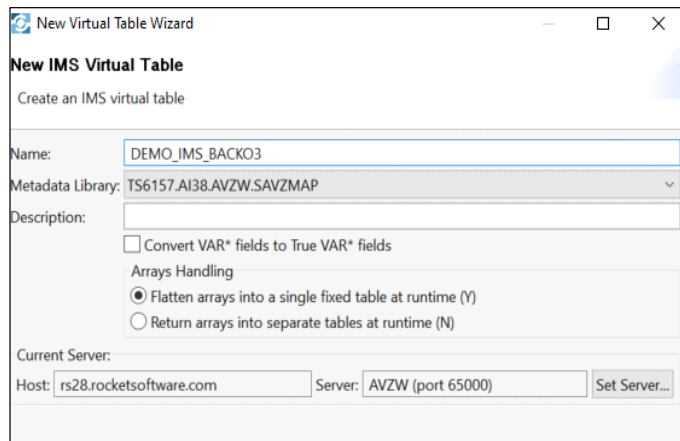 New Virtual Table Wizard
New IMS Virtual Table
Create an IMS virtual table
Name: DEMO_IMS_BACKO3
Metadata Library: TS6157.AI38.AVZW.SAVZMAP
Description:
Convert VAR* fields to True VAR* fields
Arrays Handling
Flatten arrays into a single fixed table at runtime (Y)
Return arrays into separate tables at runtime (N)
Current Server:
Host: rs28.rocketsoftware.com Server: AVZW (port 65000) Set Server...